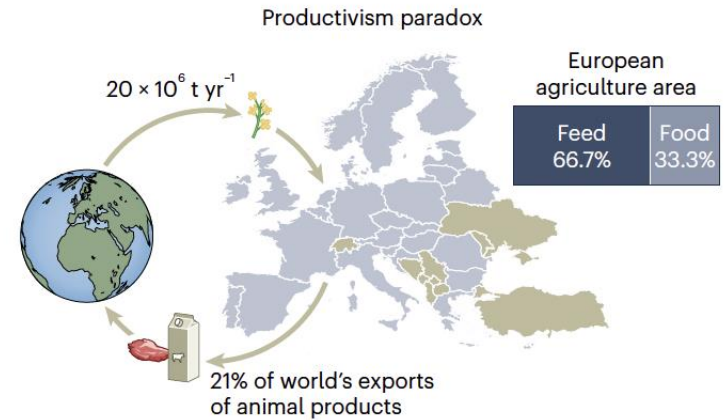 Productivism paradox
20 × 10⁶ t yr⁻¹
European
agriculture area
Feed
66.7%
Food
33.3%
21% of world's exports
of animal products